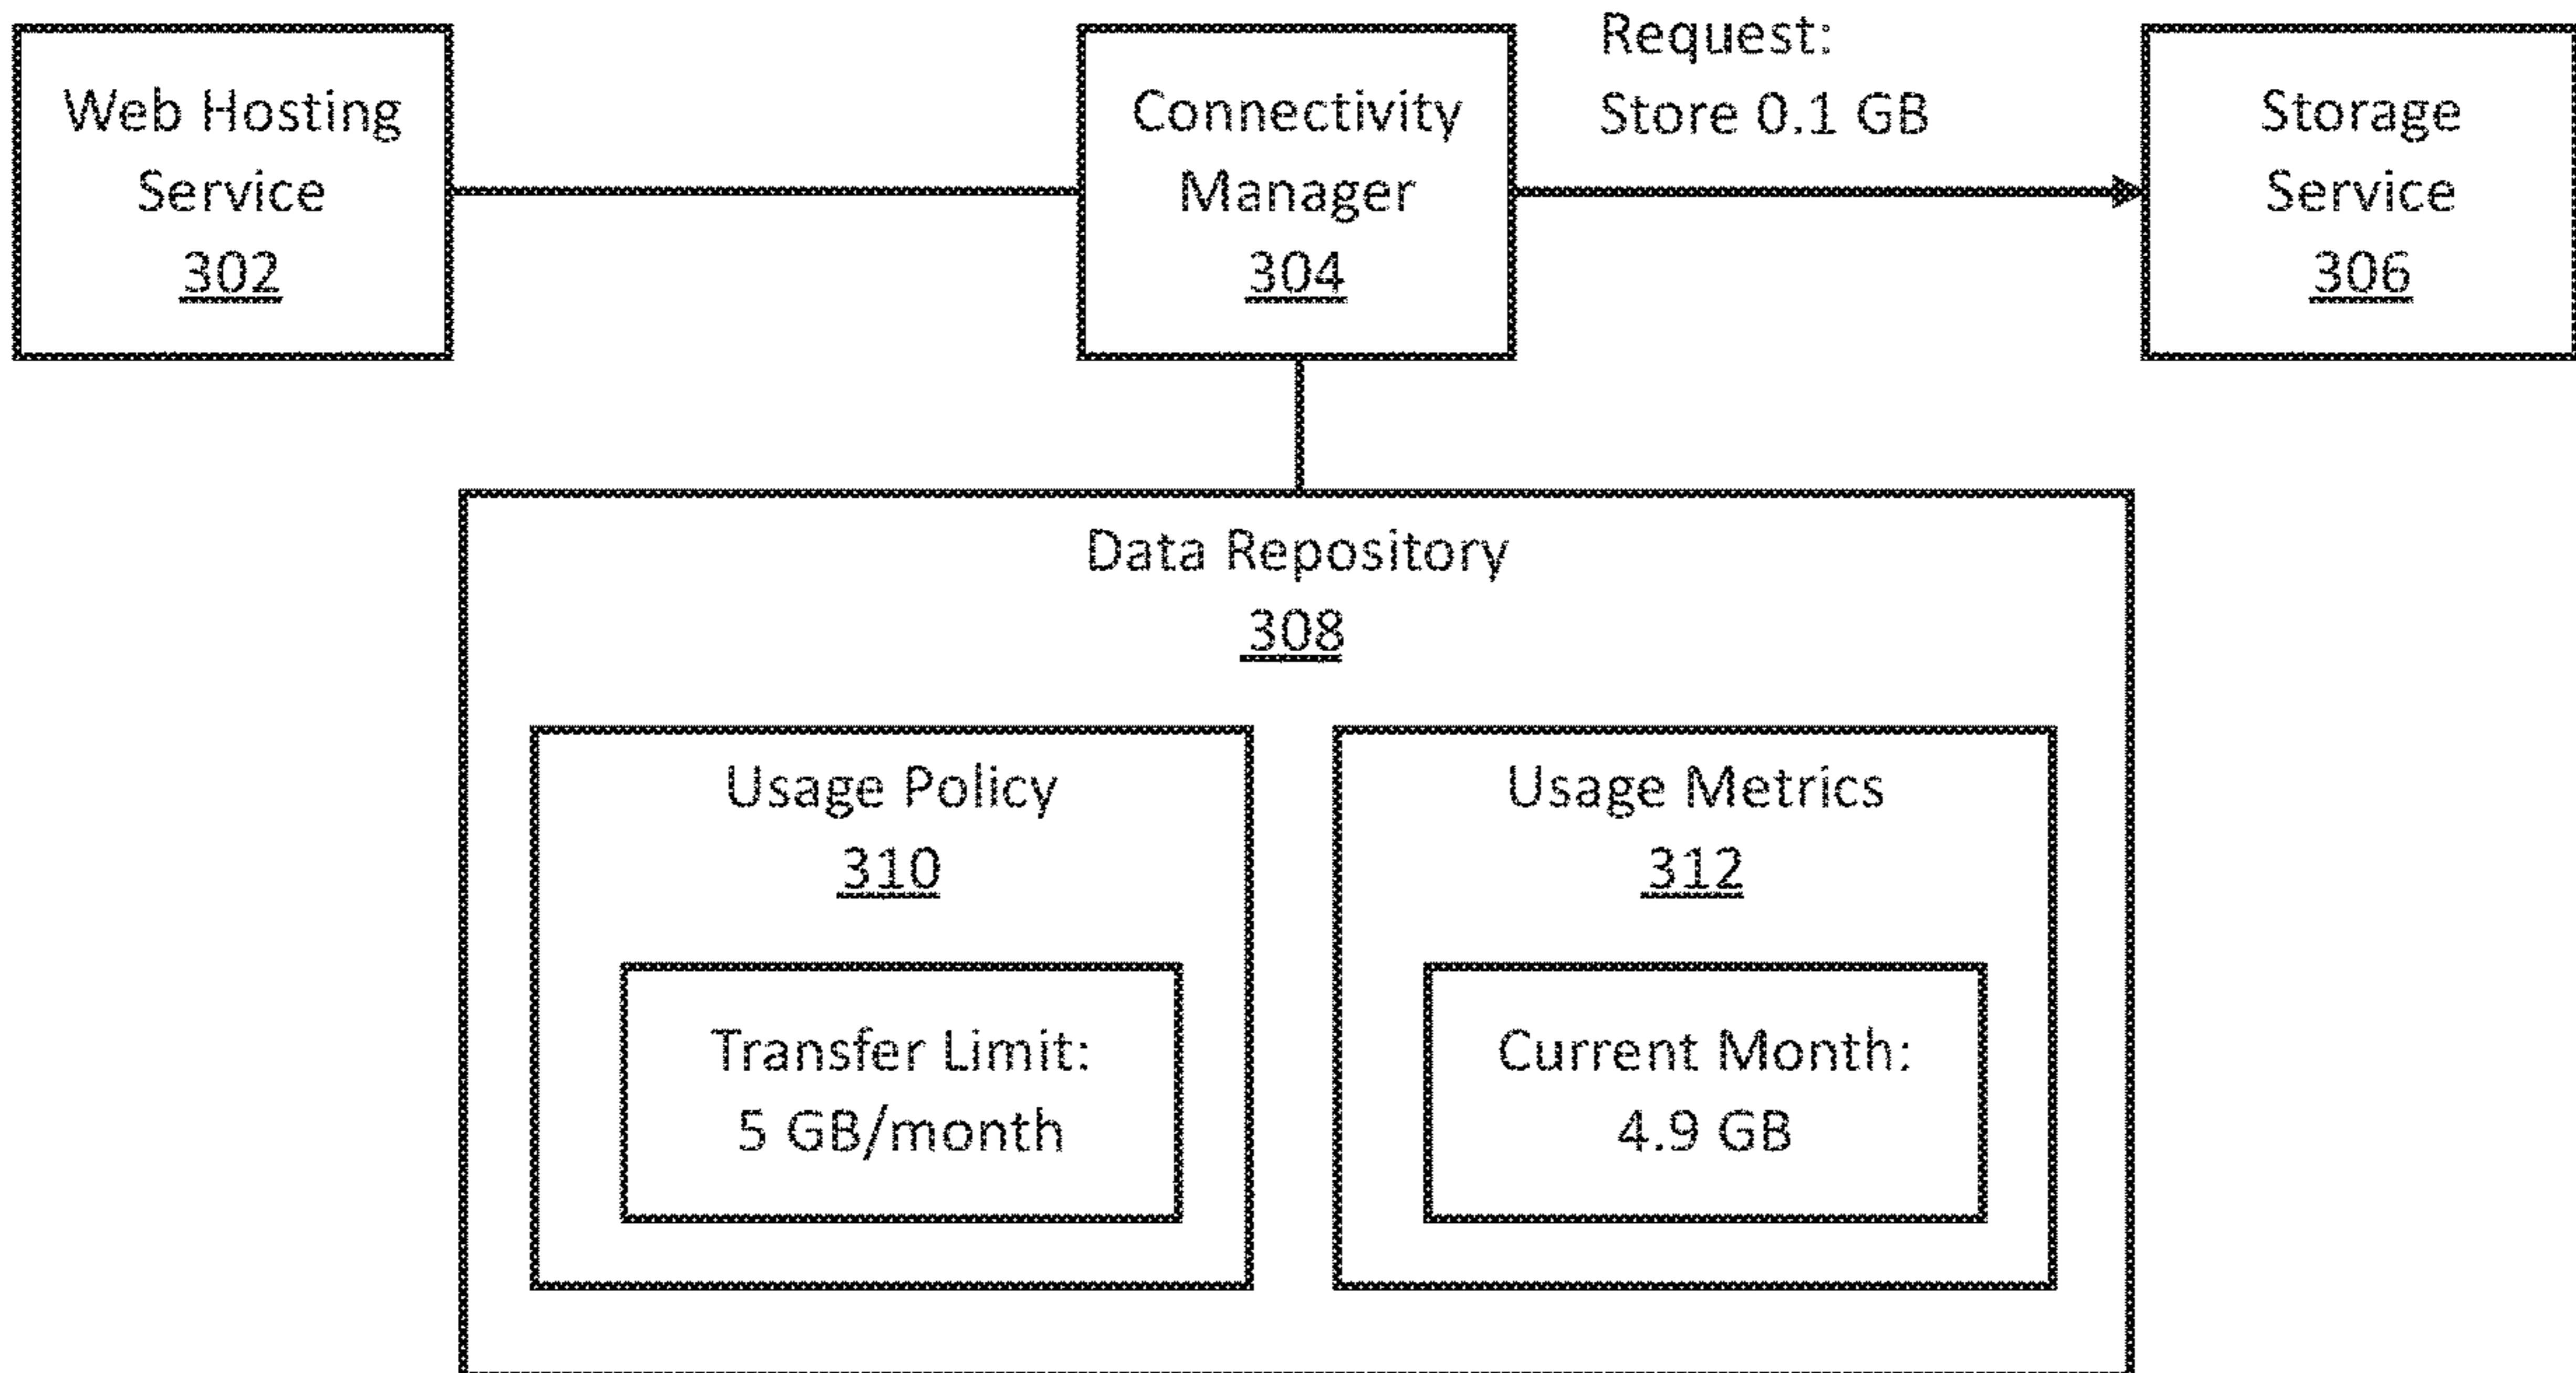 Web Hosting
Service
302
Connectivity
Manager
304
Request:
Store 0.1 GB
Storage
Service
306
Data Repository
308
Usage Policy
310
Transfer Limit:
5 GB/month
Usage Metrics
312
Current Month:
4.9 GB